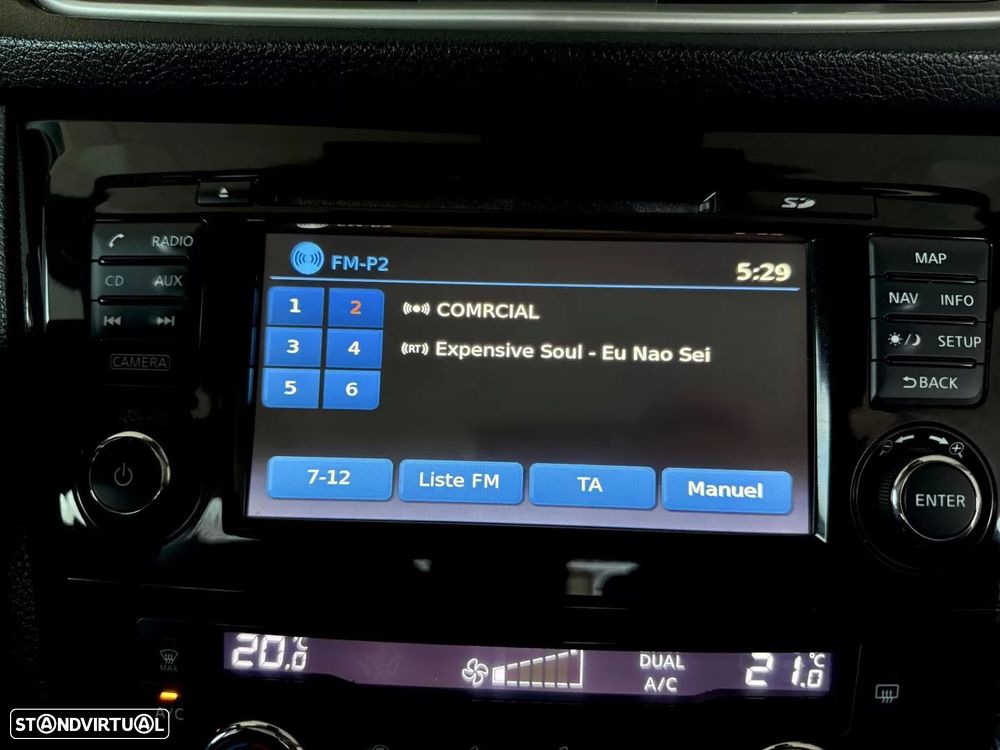 SD
RADIO
CD AUX
CAMERA
FM-P2
5:29
1 2
3 4
5 6
COMRCIAL
(RT) Expensive Soul - Eu Nao Sei
7-12
Liste FM
TA
Manuel
MAP
NAV INFO
SETUP
BACK
ENTER
MAX
A/C
20.0 °C
DUAL
A/C
21.0 °C
STANDVIRTUAL